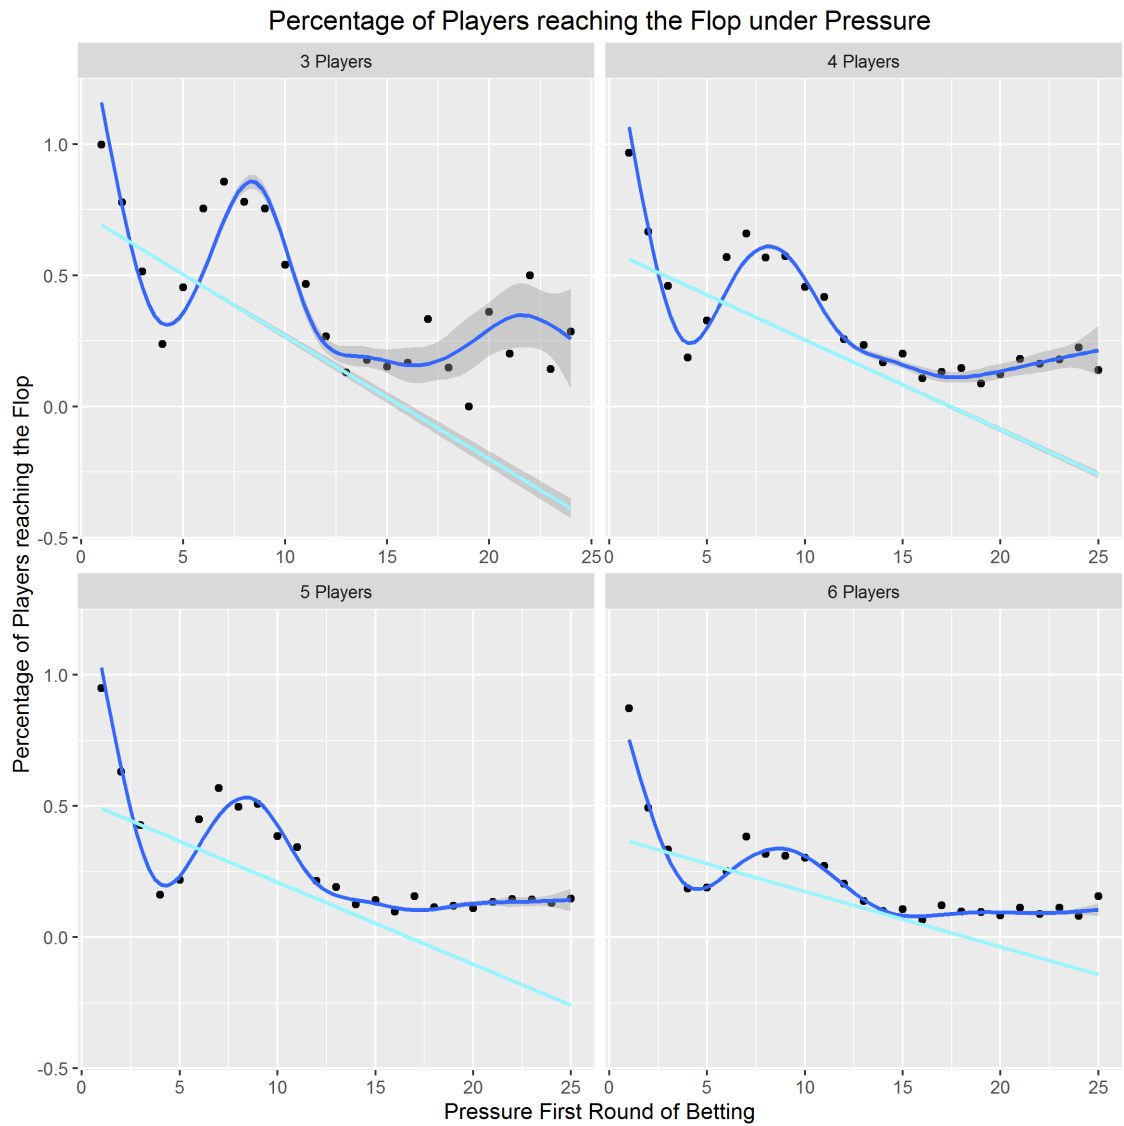 Percentage of Players reaching the Flop under Pressure
3 Players
4 Players
1.0
0.5
0.0
-0.5
0 5 10 15 20 25
0 5 10 15 20 25
Percentage of Players reaching the Flop
5 Players
6 Players
1.0
0.5
0.0
-0.5
0 5 10 15 20 25
0 5 10 15 20 25
Pressure First Round of Betting